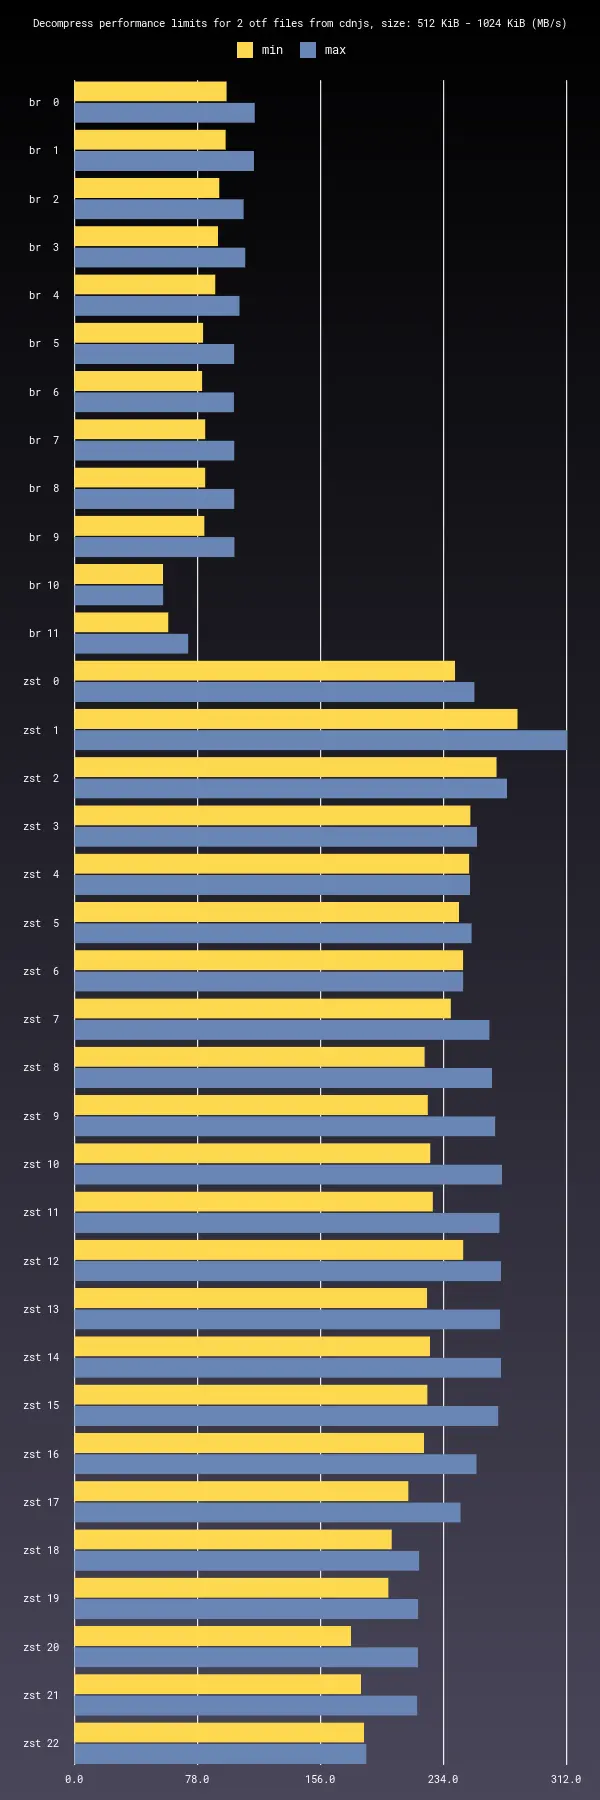 Decompress performance limits for 2 otf files from cdnjs, size: 512 KiB - 1024 KiB (MB/s)
min max
br 0
br 1
br 2
br 3
br 4
br 5
br 6
br 7
br 8
br 9
br 10
br 11
zst 0
zst 1
zst 2
zst 3
zst 4
zst 5
zst 6
zst 7
zst 8
zst 9
zst 10
zst 11
zst 12
zst 13
zst 14
zst 15
zst 16
zst 17
zst 18
zst 19
zst 20
zst 21
zst 22
0.0 78.0 156.0 234.0 312.0